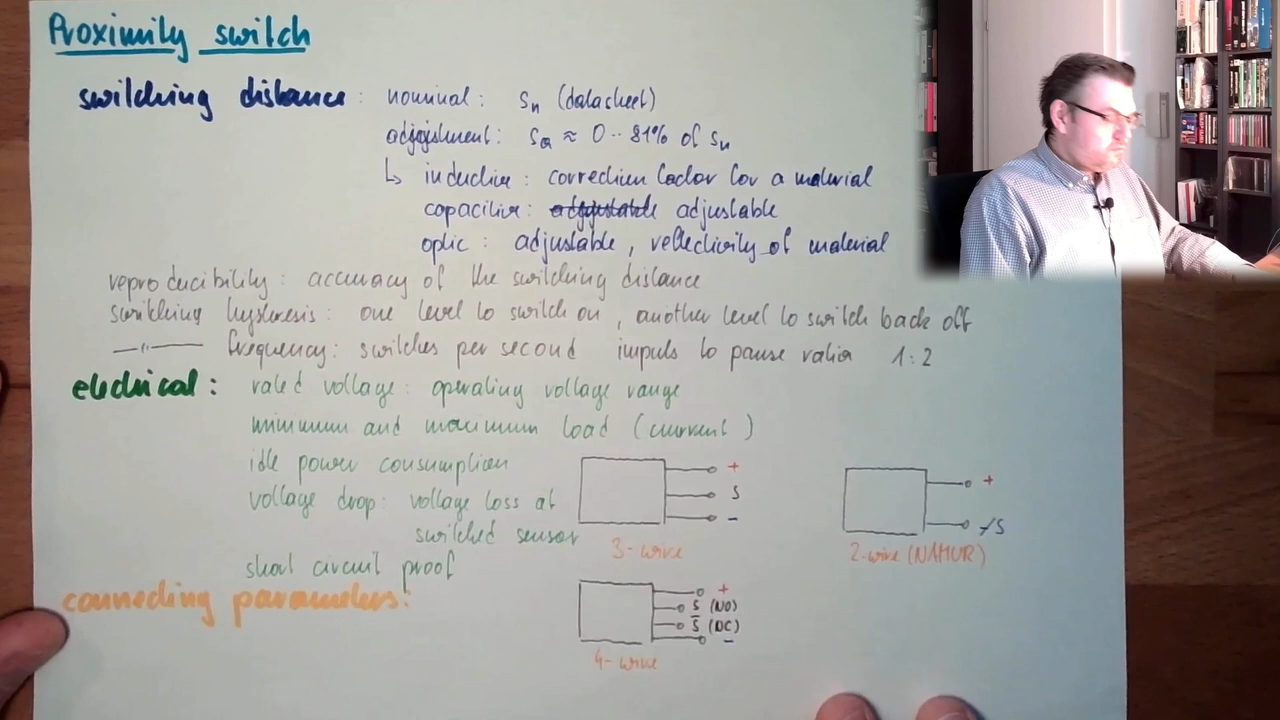 Proximity switch
switching distance: nominal: sn (datasheet)
adjustment: sa ≈ 0..81% of sn
↳ inductive: correction factor for a material
capacitiv: adjustable adjustable
optic: adjustable, reflectivity of material
reproducibility: accuracy of the switching distance
switching hysteresis: one level to switch on, another level to switch back off
—"— frequency: switches per second impuls to pause ratio 1:2
electrical: rated voltage: operating voltage range
minimum and maximum load (current)
idle power consumption
voltage drop: voltage loss at
switched sensor
short circuit proof
+
S
-
3-wire
+
-/S
2-wire (NAMUR)
connecting parameters:
+
S (NO)
S̅ (DC)
-
4-wire